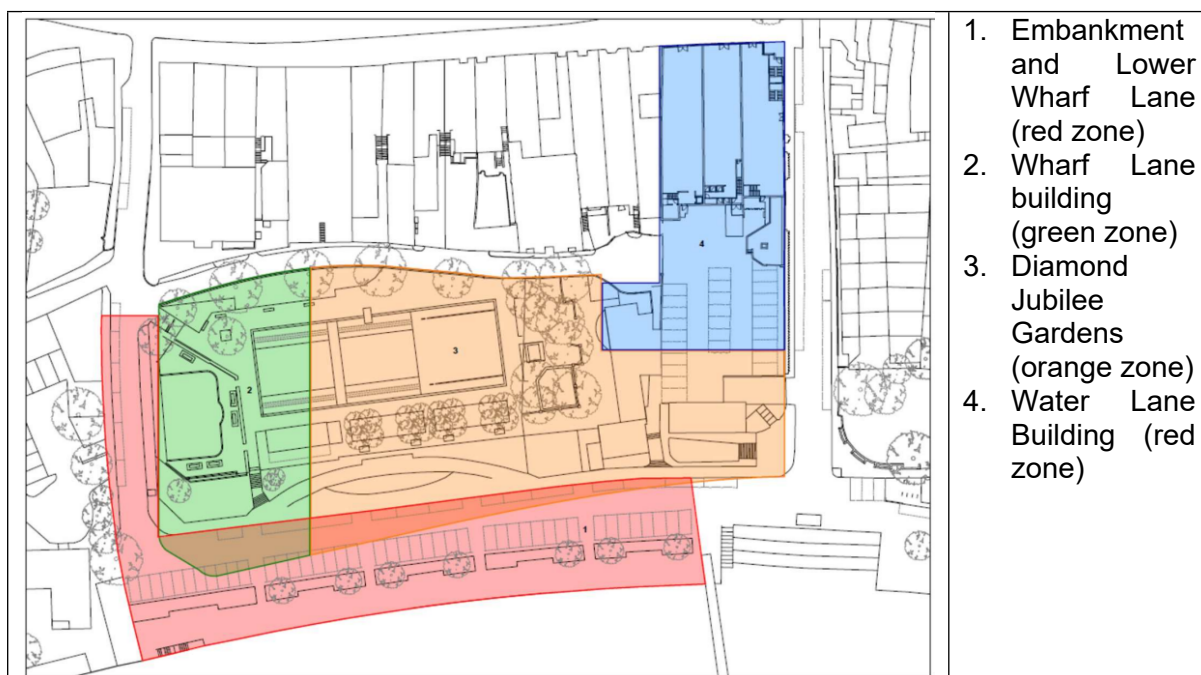 4
3
2
1
1. Embankment
and Lower
Wharf Lane
(red zone)
2. Wharf Lane
building
(green zone)
3. Diamond
Jubilee
Gardens
(orange zone)
4. Water Lane
Building (red
zone)